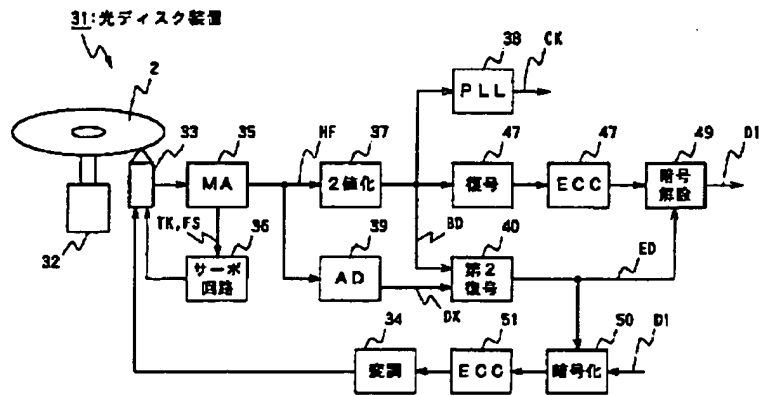 31:光ディスク装置
2
38
CK
PLL
33
35
HF
37
47
47
49
D1
MA
2値化
復号
ECC
暗号
解除
TK,FS
36
39
BD
40
ED
32
サーボ
回路
AD
第2
復号
DX
34
51
50
D1
変調
ECC
暗号化